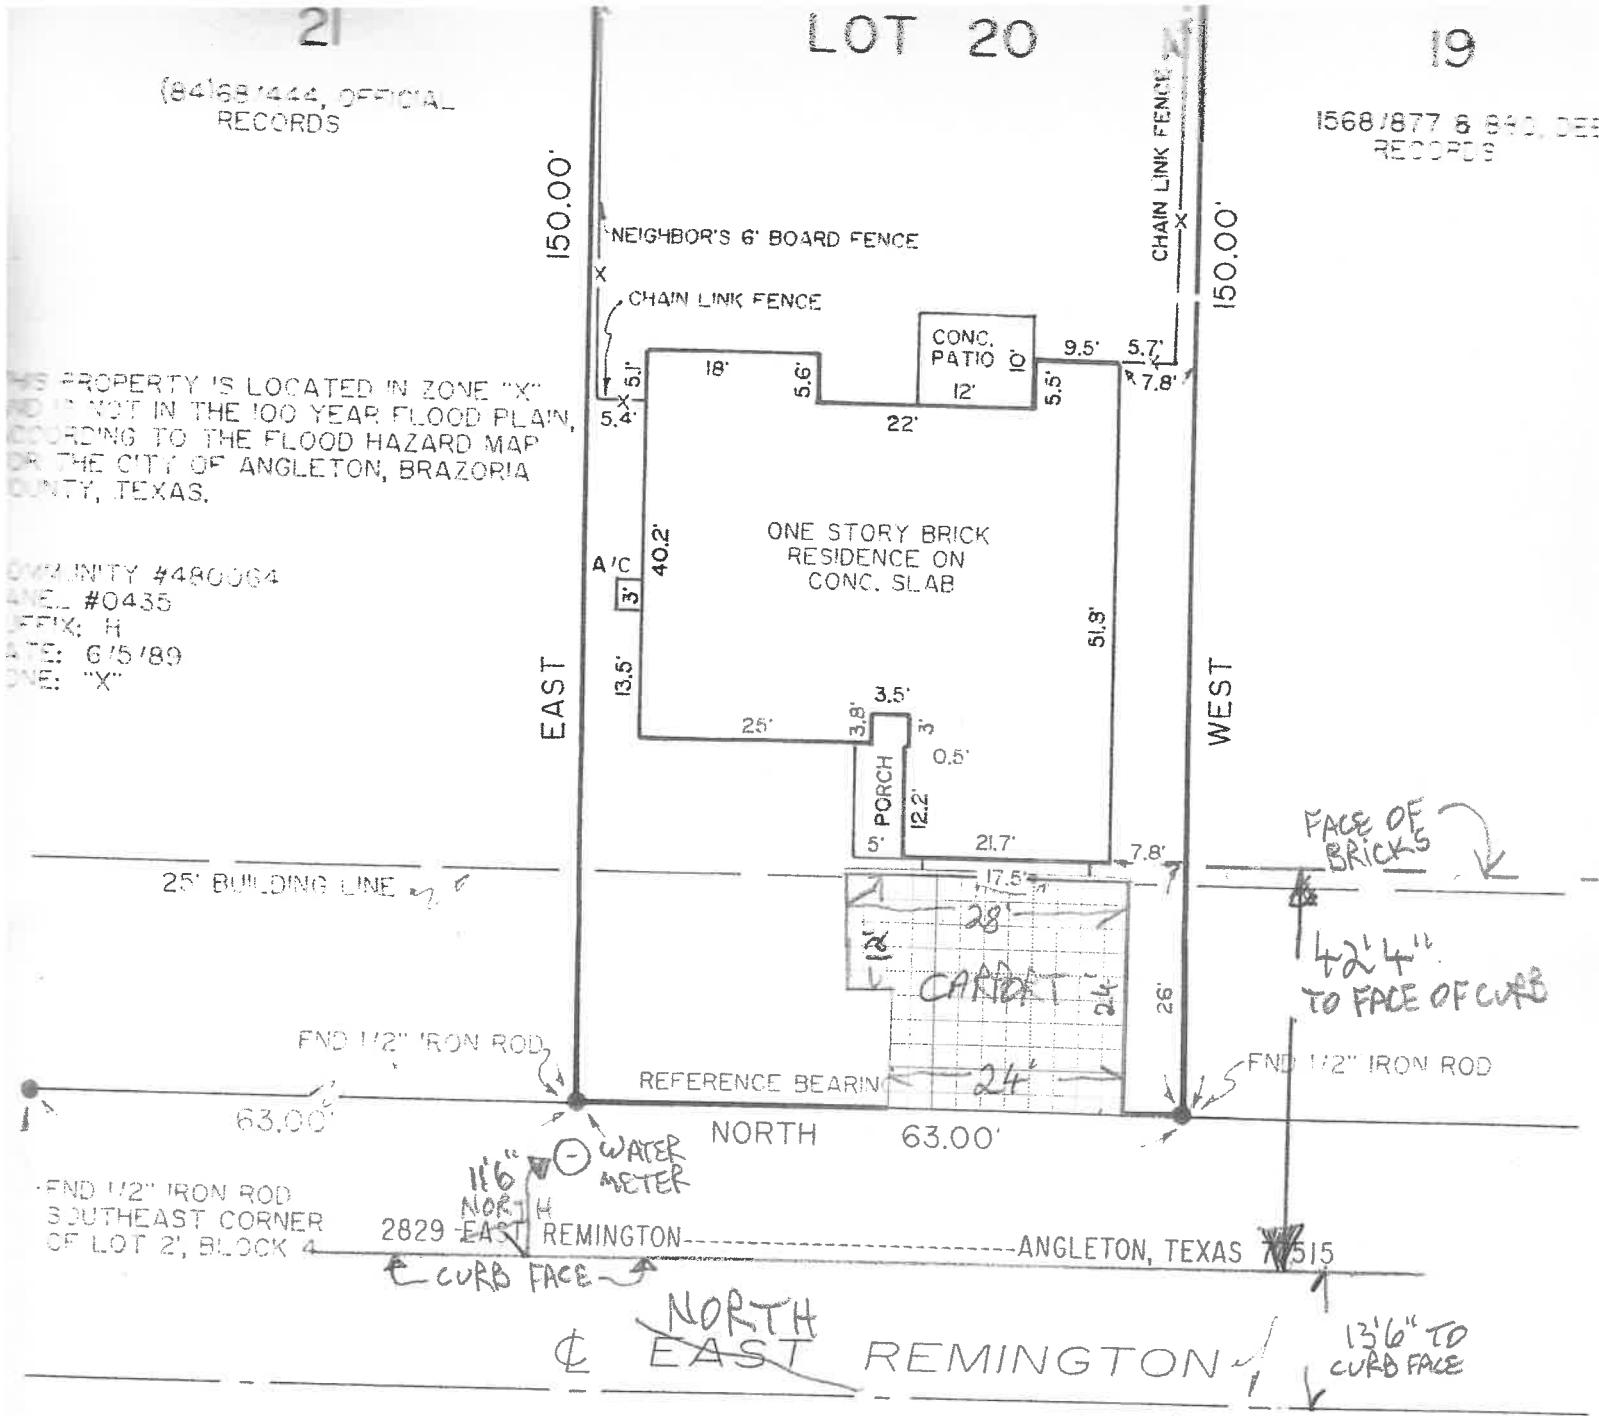 21
LOT 20
19
(84)681444, OFFICIAL
RECORDS
1568/877 &
RECORDS
150.00'
CHAIN LINK FENCE
150.00'
NEIGHBOR'S 6' BOARD FENCE
X
X
CHAIN LINK FENCE
CONC.
PATIO
10'
12'
9.5'
5.7'
7.8'
5.1'
18'
5.6'
5.5'
X
5.4'
22'
PROPERTY IS LOCATED IN ZONE "X"
NOT IN THE 100 YEAR FLOOD PLAIN,
TO THE FLOOD HAZARD MAP
THE CITY OF ANGLETON, BRAZORIA
TEXAS.
#480064
#0435
H
6/5/89
"X"
A/C
3'
40.2'
ONE STORY BRICK
RESIDENCE ON
CONC. SLAB
51.9'
EAST
13.5'
WEST
25'
3.8'
3.5'
3'
0.5'
PORCH
12.2'
5'
21.7'
7.8'
FACE OF
BRICKS
25' BUILDING LINE
17.5'
28'
12'
CARPORT
24
26'
42'4"
TO FACE OF CURB
FND 1/2" IRON ROD
FND 1/2" IRON ROD
REFERENCE BEARIN
24'
63.00'
NORTH
63.00'
WATER
METER
11'6"
FND 1/2" IRON ROD
SOUTHEAST CORNER
OF LOT 21, BLOCK 4
NORTH
2829 EAST REMINGTON---ANGLETON, TEXAS 77515
CURB FACE
NORTH
℄ EAST REMINGTON
13'6" TO
CURB FACE